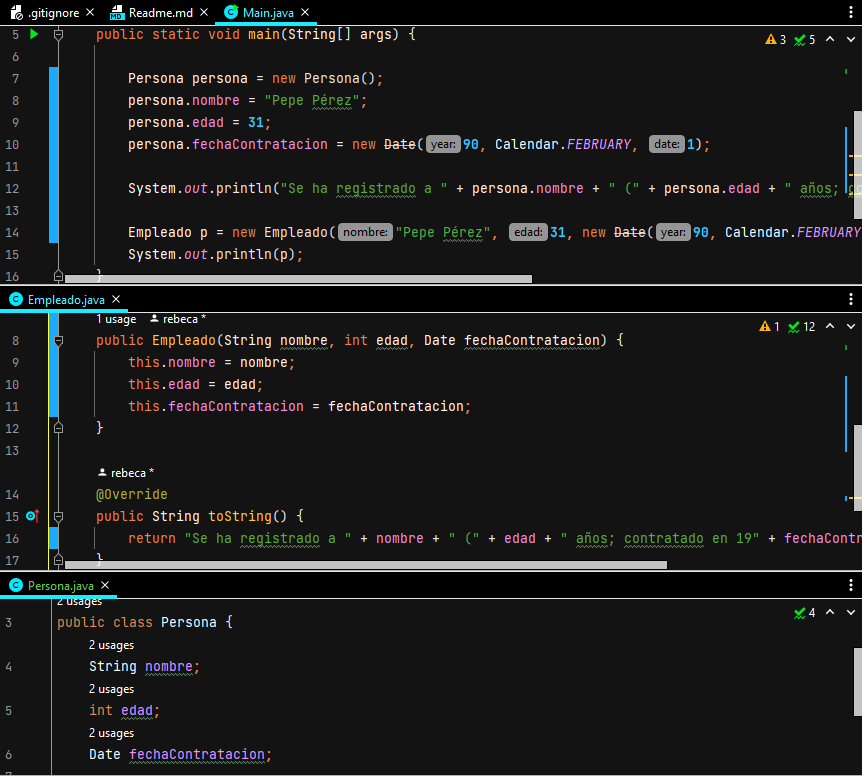 .gitignore Readme.md Main.java
5 public static void main(String[] args) { 3 5
6
7 Persona persona = new Persona();
8 persona.nombre = "Pepe Pérez";
9 persona.edad = 31;
10 persona.fechaContratacion = new Date( year: 90, Calendar.FEBRUARY, date: 1);
11
12 System.out.println("Se ha registrado a " + persona.nombre + " (" + persona.edad + " años; co
13
14 Empleado p = new Empleado( nombre: "Pepe Pérez", edad: 31, new Date( year: 90, Calendar.FEBRUARY
15 System.out.println(p);
16 }
Empleado.java
1 usage rebeca *
1 12
8 public Empleado(String nombre, int edad, Date fechaContratacion) {
9 this.nombre = nombre;
10 this.edad = edad;
11 this.fechaContratacion = fechaContratacion;
12 }
13
rebeca *
14 @Override
15 public String toString() {
16 return "Se ha registrado a " + nombre + " (" + edad + " años; contratado en 19" + fechaContr
17 }
Persona.java
2 usages
3 public class Persona { 4
2 usages
4 String nombre;
2 usages
5 int edad;
2 usages
6 Date fechaContratacion;